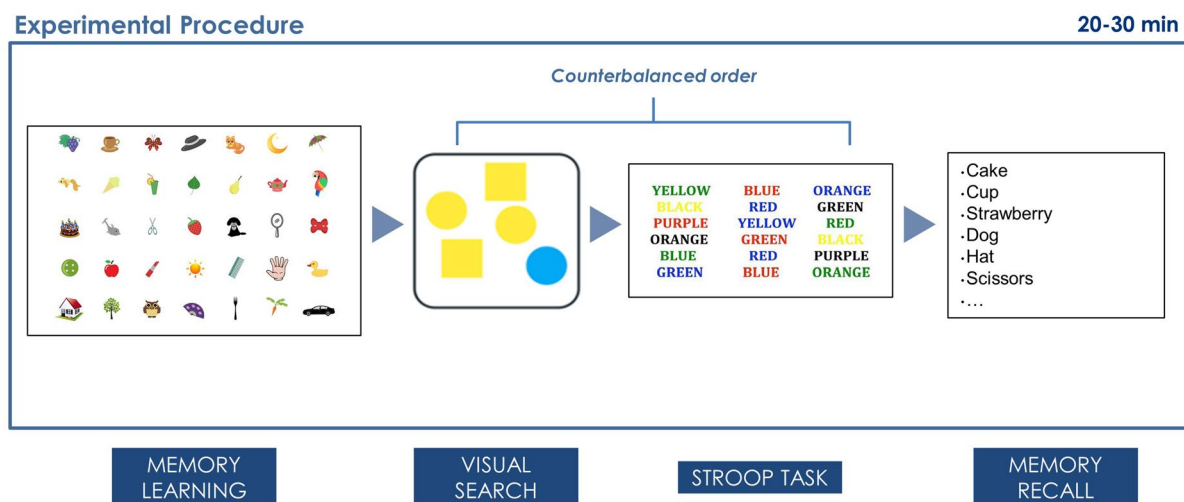 Experimental Procedure
20-30 min
Counterbalanced order
YELLOW BLUE ORANGE
BLACK RED GREEN
PURPLE YELLOW RED
ORANGE GREEN BLACK
BLUE RED PURPLE
GREEN BLUE ORANGE
·Cake
·Cup
·Strawberry
·Dog
·Hat
·Scissors
·...
MEMORY
LEARNING
VISUAL
SEARCH
STROOP TASK
MEMORY
RECALL